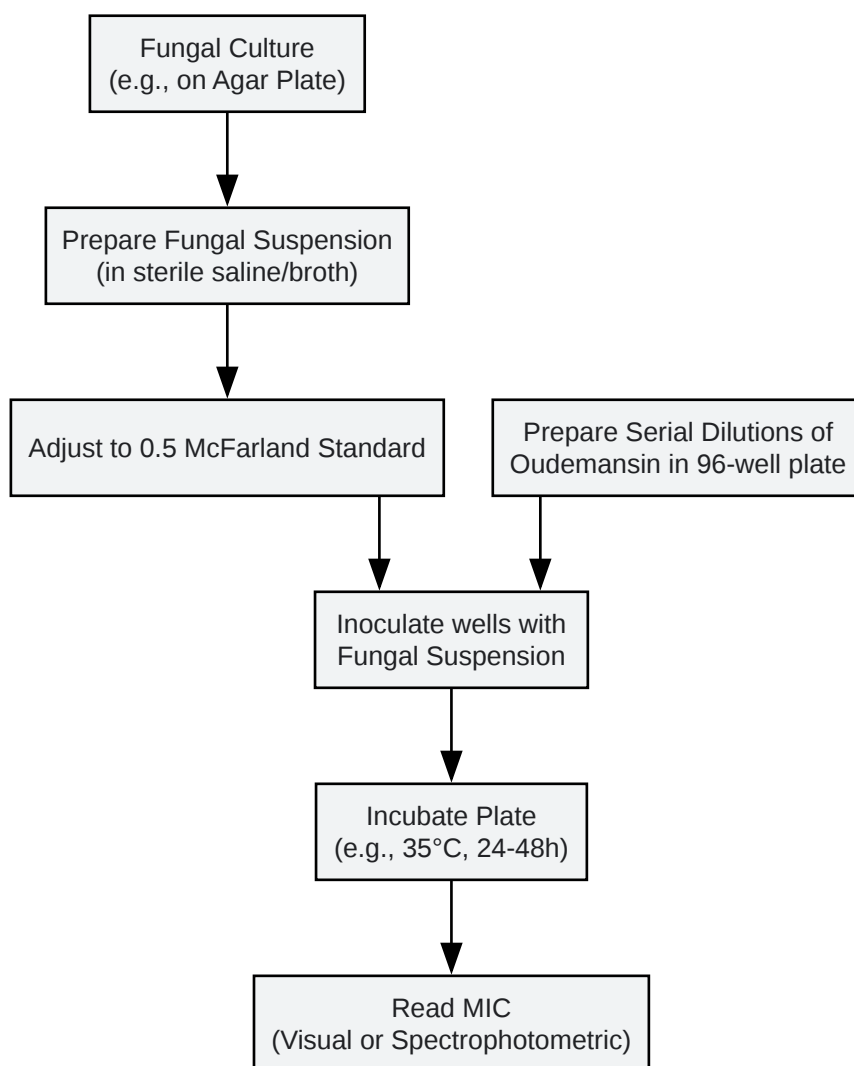 Fungal Culture
(e.g., on Agar Plate)
Prepare Fungal Suspension
(in sterile saline/broth)
Adjust to 0.5 McFarland Standard
Prepare Serial Dilutions of
Oudemansin in 96-well plate
Inoculate wells with
Fungal Suspension
Incubate Plate
(e.g., 35°C, 24-48h)
Read MIC
(Visual or Spectrophotometric)